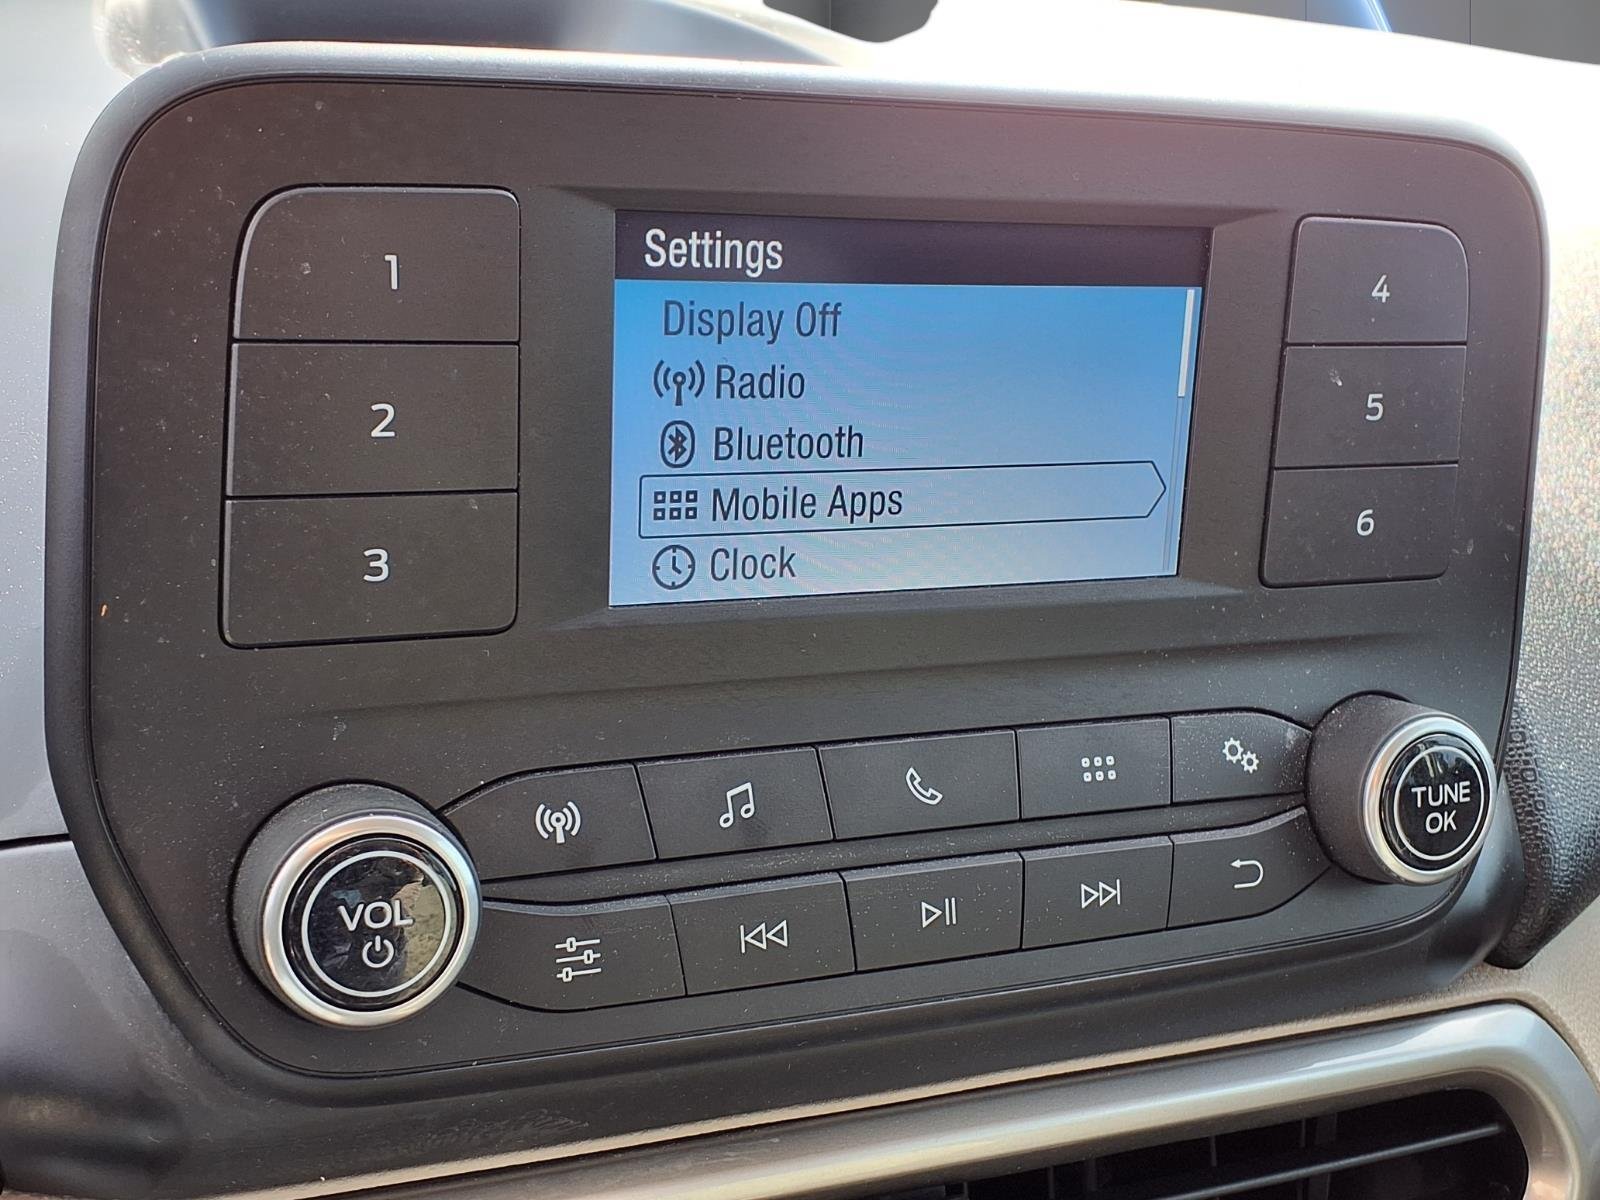 1
2
3
Settings
Display Off
Radio
Bluetooth
Mobile Apps
Clock
4
5
6
VOL
TUNE
OK